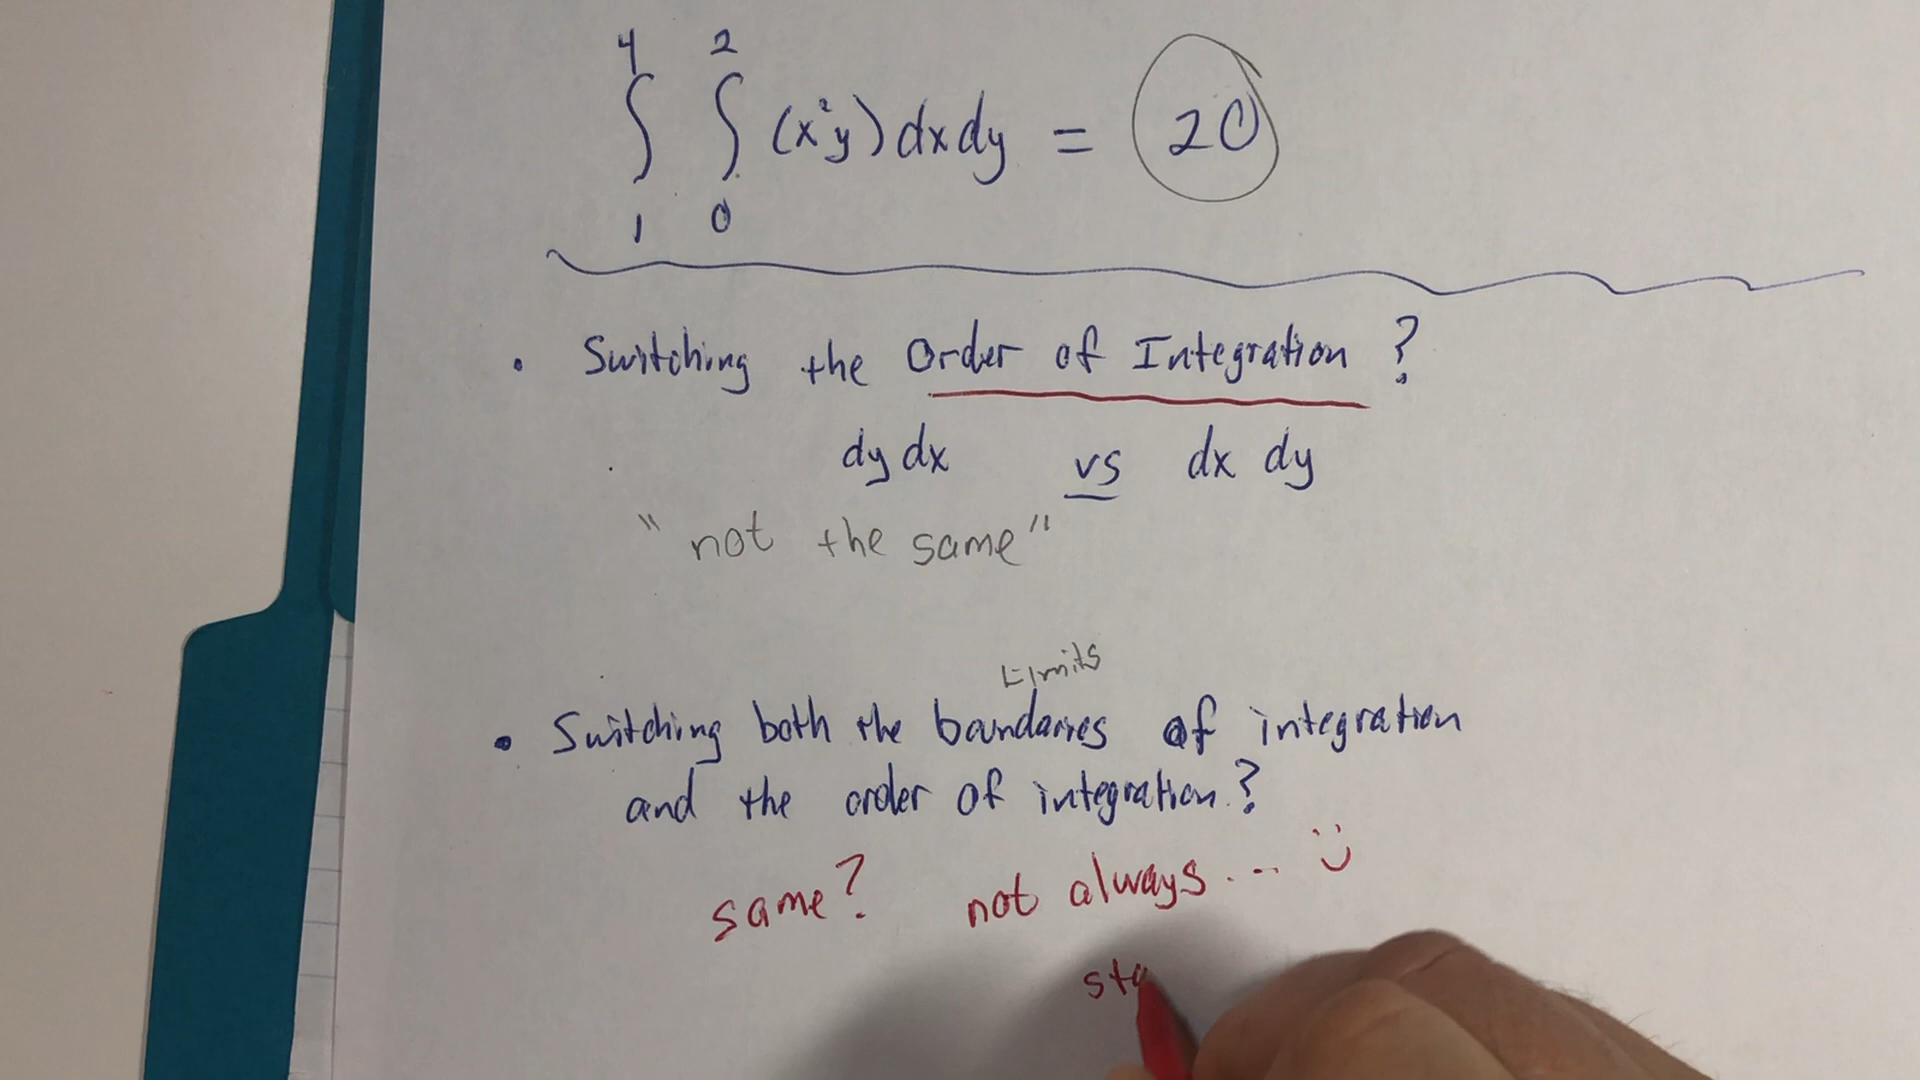 4 2
∫ ∫ (x²y) dx dy = 20
1 0
• Switching the Order of Integration ?
dy dx vs dx dy
"not the same"
Limits
• Switching both the boundaries of integration
and the order of integration ?
same? not always... :)
sta